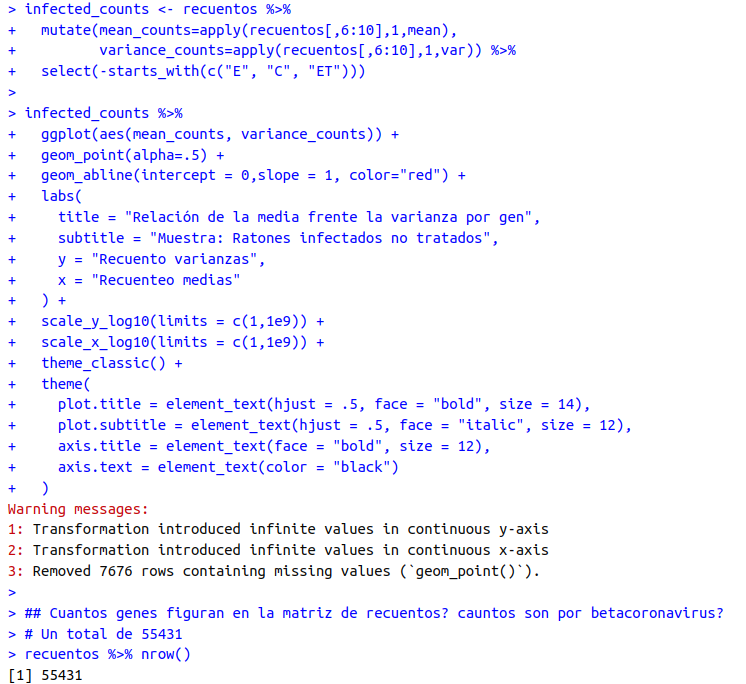 > infected_counts <- recuentos %>%
+   mutate(mean_counts=apply(recuentos[,6:10],1,mean),
+          variance_counts=apply(recuentos[,6:10],1,var)) %>%
+   select(-starts_with(c("E", "C", "ET")))
>
> infected_counts %>%
+   ggplot(aes(mean_counts, variance_counts)) +
+   geom_point(alpha=.5) +
+   geom_abline(intercept = 0,slope = 1, color="red") +
+   labs(
+     title = "Relación de la media frente la varianza por gen",
+     subtitle = "Muestra: Ratones infectados no tratados",
+     y = "Recuento varianzas",
+     x = "Recuenteo medias"
+   ) +
+   scale_y_log10(limits = c(1,1e9)) +
+   scale_x_log10(limits = c(1,1e9)) +
+   theme_classic() +
+   theme(
+     plot.title = element_text(hjust = .5, face = "bold", size = 14),
+     plot.subtitle = element_text(hjust = .5, face = "italic", size = 12),
+     axis.title = element_text(face = "bold", size = 12),
+     axis.text = element_text(color = "black")
+   )
Warning messages:
1: Transformation introduced infinite values in continuous y-axis
2: Transformation introduced infinite values in continuous x-axis
3: Removed 7676 rows containing missing values (`geom_point()`).
>
> ## Cuantos genes figuran en la matriz de recuentos? cauntos son por betacoronavirus?
> # Un total de 55431
> recuentos %>% nrow()
[1] 55431